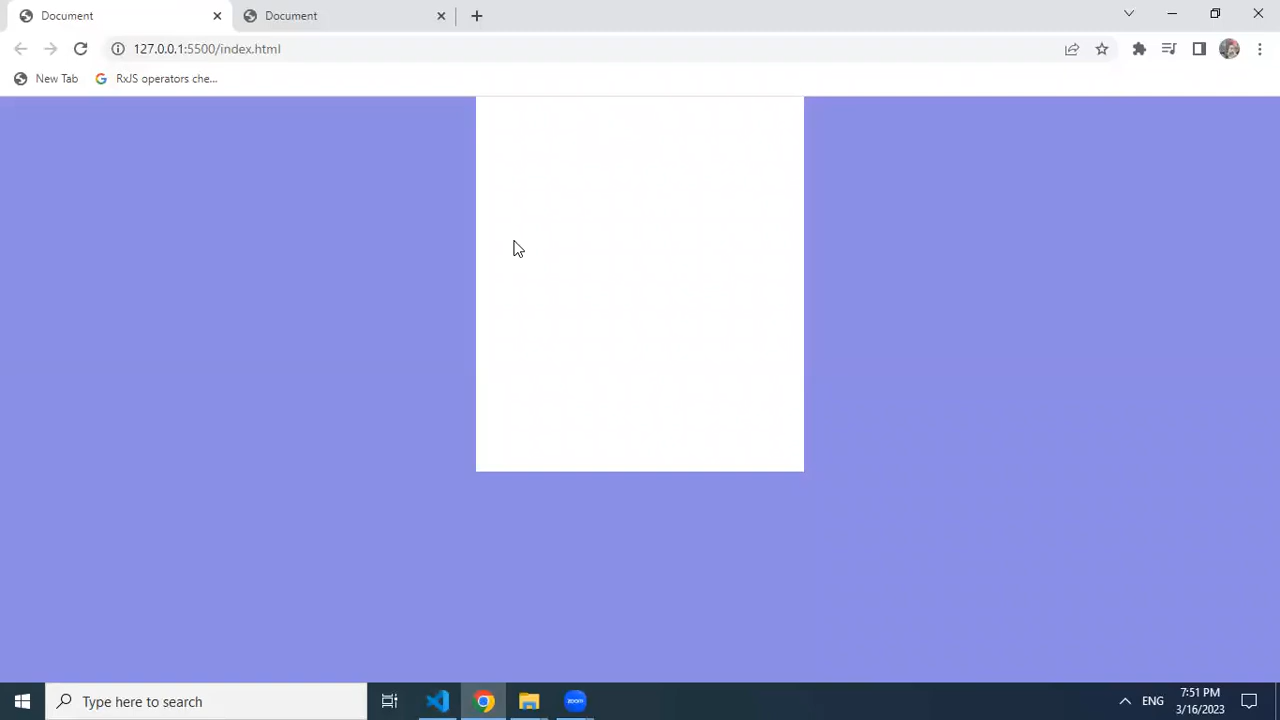 Document
Document
127.0.0.1:5500/index.html
New Tab
RxJS operators che...
Type here to search
zoom
ENG
7:51 PM
3/16/2023